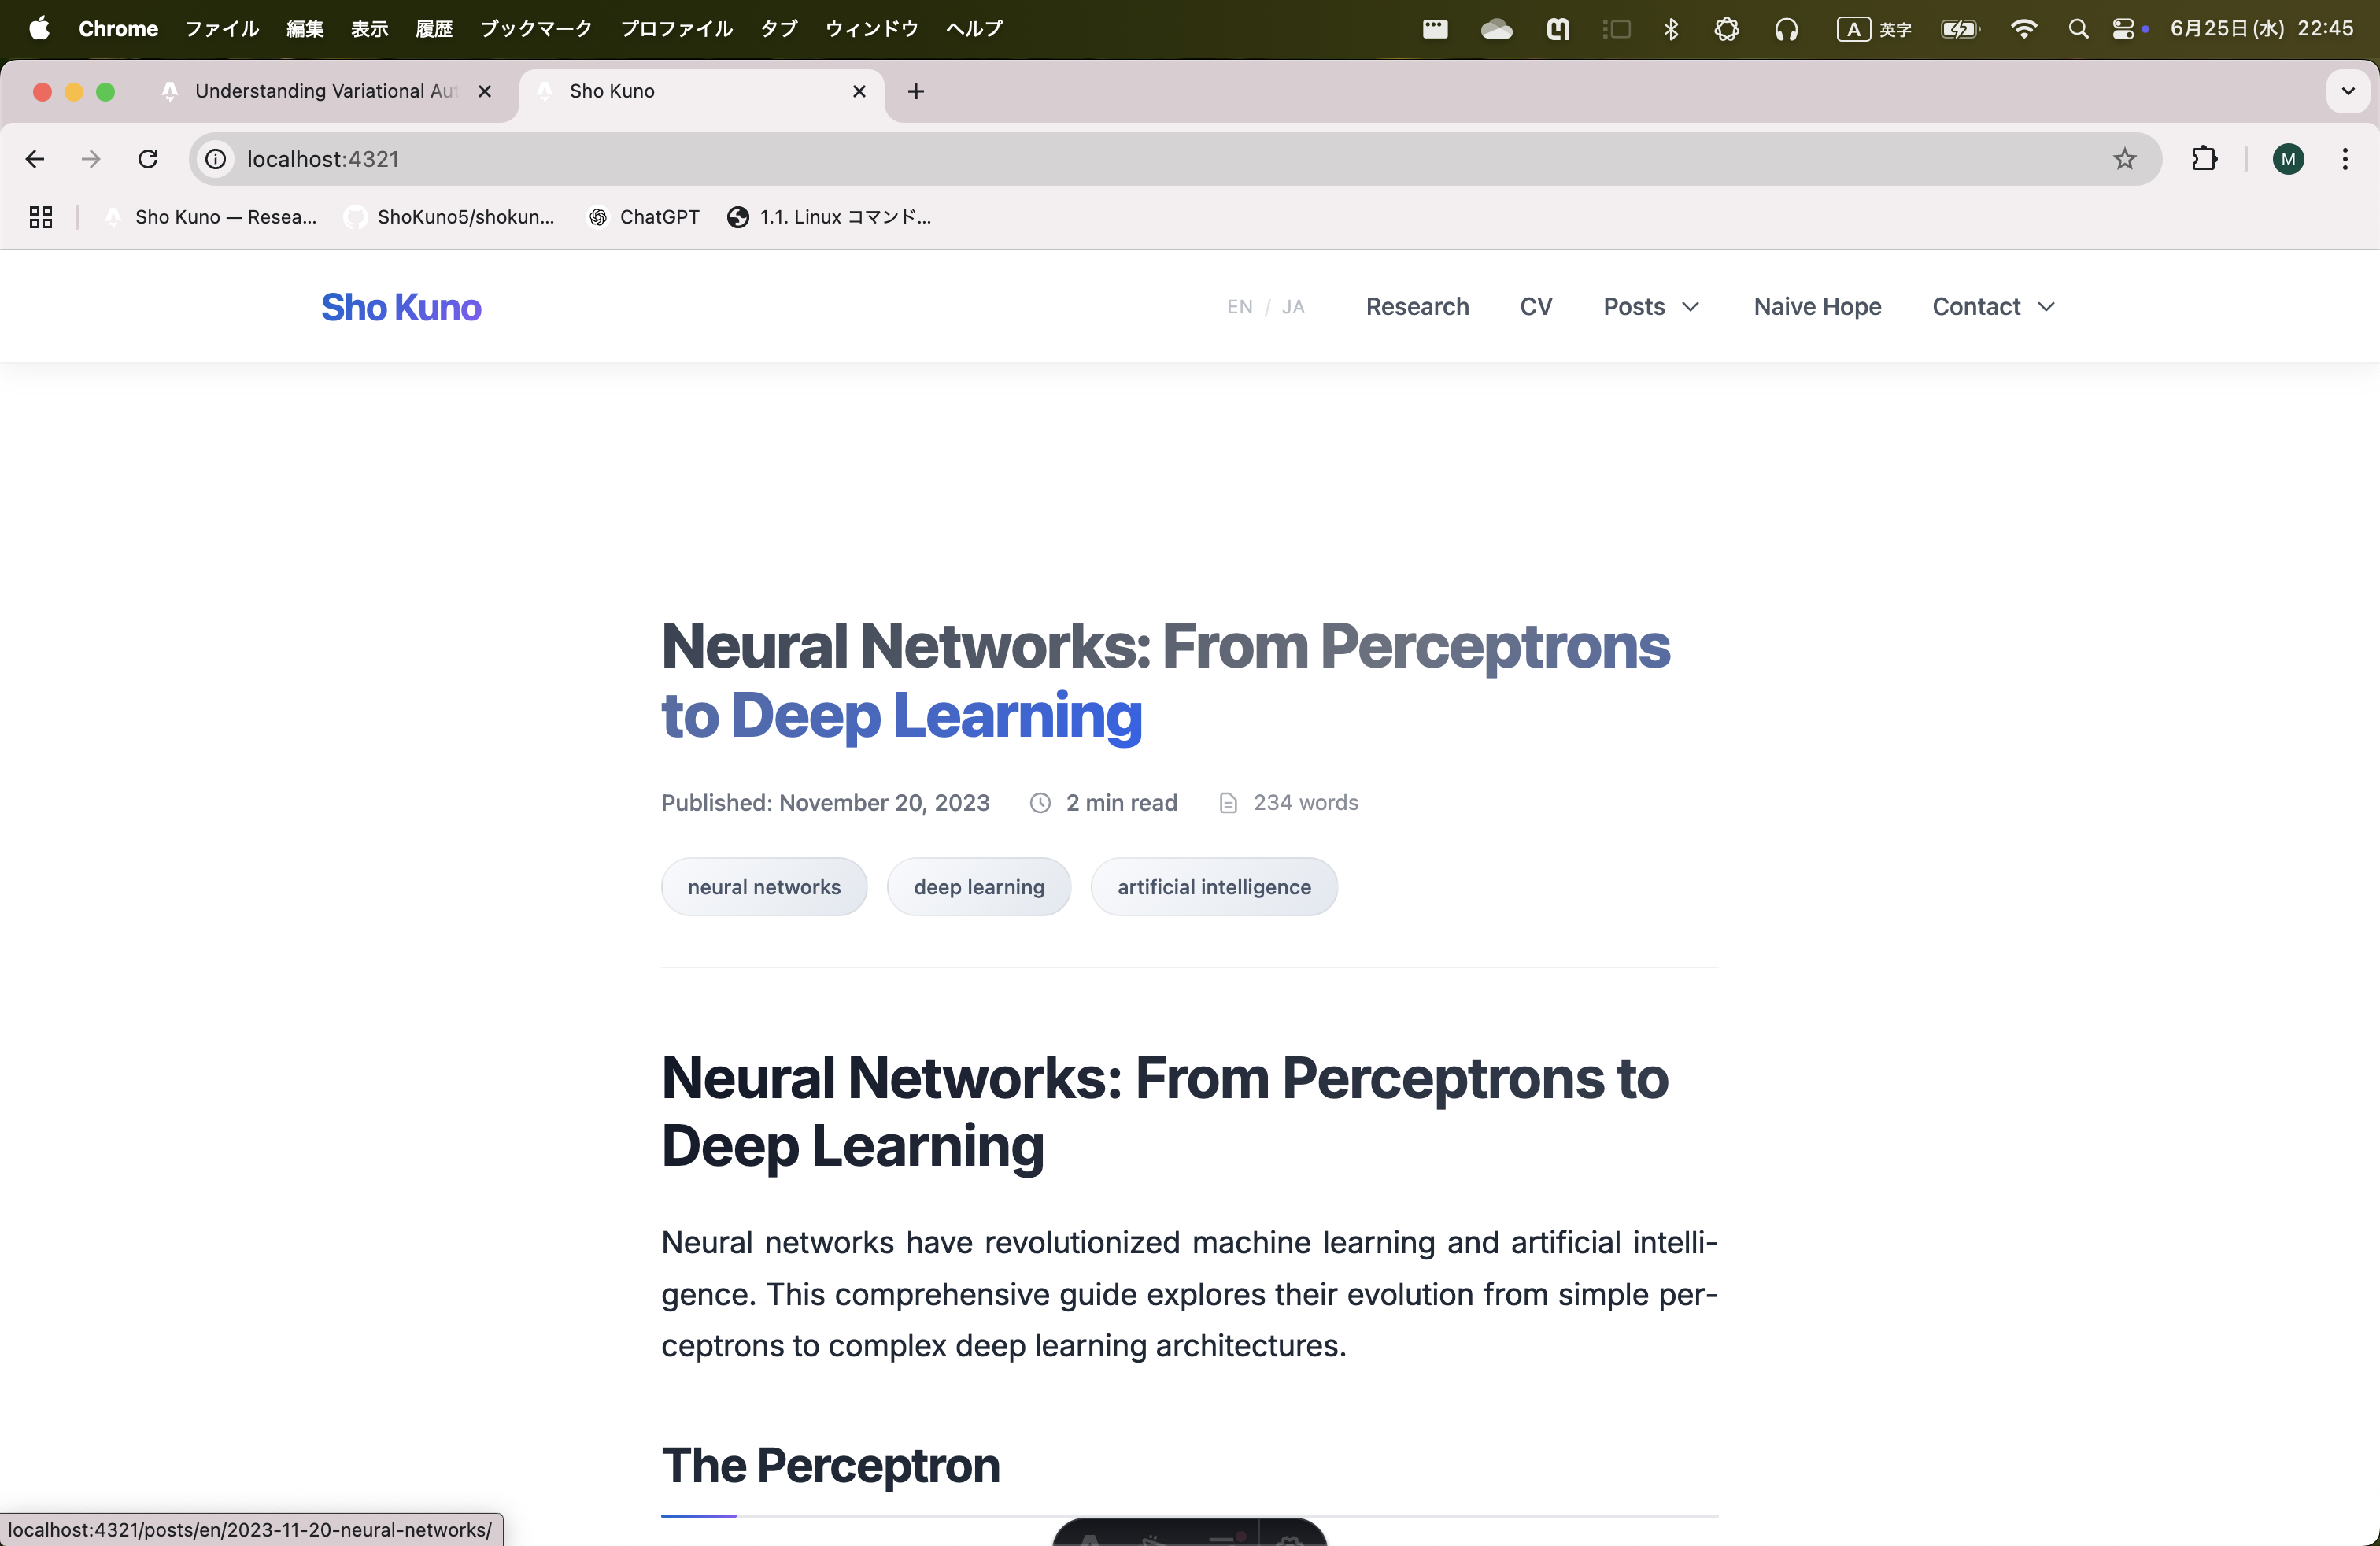 Chrome ファイル 編集 表示 履歴 ブックマーク プロファイル タブ ウィンドウ ヘルプ A 英字 6月25日(水) 22:45
Understanding Variational Au Sho Kuno
localhost:4321 M
Sho Kuno — Resea... ShoKuno5/shokun... ChatGPT 1.1. Linux コマンド...
Sho Kuno EN / JA Research CV Posts Naive Hope Contact
Neural Networks: From Perceptrons
to Deep Learning
Published: November 20, 2023 2 min read 234 words
neural networks deep learning artificial intelligence
Neural Networks: From Perceptrons to
Deep Learning
Neural networks have revolutionized machine learning and artificial intelli-
gence. This comprehensive guide explores their evolution from simple per-
ceptrons to complex deep learning architectures.
The Perceptron
localhost:4321/posts/en/2023-11-20-neural-networks/